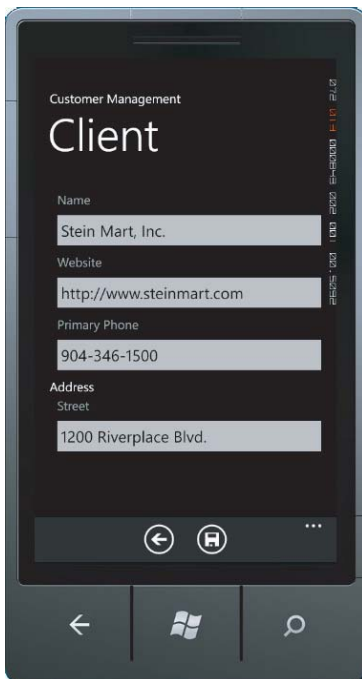 Customer Management
Client
Name
Stein Mart, Inc.
Website
http://www.steinmart.com
Primary Phone
904-346-1500
Address
Street
1200 Riverplace Blvd.